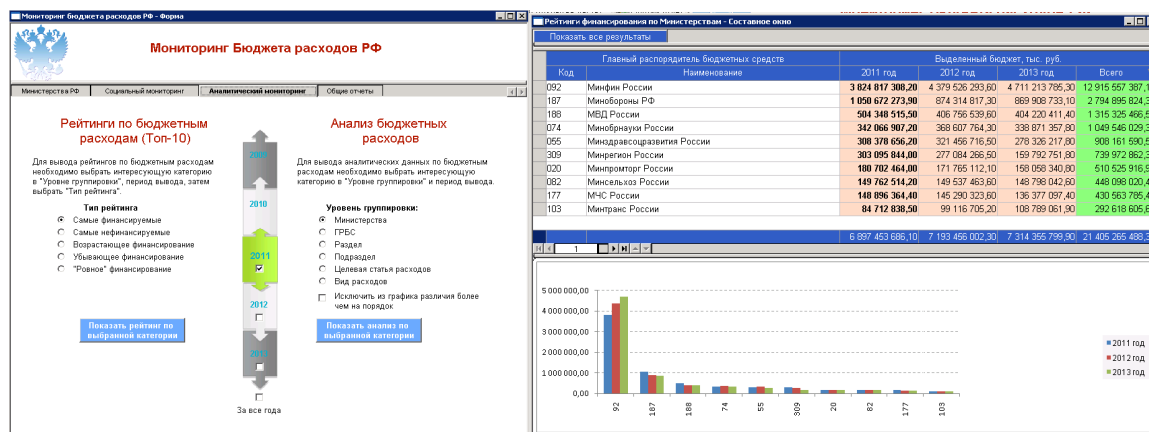 Мониторинг бюджета расходов РФ - Форма
Мониторинг Бюджета расходов РФ
Министерства РФ
Социальный мониторинг
Аналитический мониторинг
Общие отчеты
Рейтинги по бюджетным
расходам (Топ-10)
Для вывода рейтингов по бюджетным расходам
необходимо выбрать интересующую категорию
в "Уровне группировки", период вывода, затем
выбрать "Тип рейтинга".
Тип рейтинга
Самые финансируемые
Самые нефинансируемые
Возрастающее финансирование
Убывающее финансирование
"Ровное" финансирование
Показать рейтинг по
выбранной категории
2010
2011
2012
За все года
Анализ бюджетных
расходов
Для вывода аналитических данных по бюджетным
расходам необходимо выбрать интересующую
категорию в "Уровне группировки" и период вывода.
Уровень группировки:
Министерства
ГРБС
Раздел
Подраздел
Целевая статья расходов
Вид расходов
Исключить из графика различия более
чем на порядок
Показать анализ по
выбранной категории
Рейтинги финансирования по Министерствам - Составное окно
Показать все результаты
Главный распорядитель бюджетных средств Выделенный бюджет, тыс. руб.
Код Наименование 2011 год 2012 год 2013 год Всего
092 Минфин России 3 824 817 308,20 4 379 526 293,60 4 711 213 785,30 12 915 557 387,1
187 Минобороны РФ 1 050 672 273,90 874 314 817,30 869 908 733,10 2 794 895 824,3
188 МВД России 504 348 515,50 406 756 539,60 404 220 411,40 1 315 325 466,5
074 Минобрнауки России 342 066 907,20 368 607 764,30 338 871 357,80 1 049 546 029,3
055 Минздравсоцразвития России 308 378 656,20 321 456 716,50 278 326 217,80 908 161 590,5
309 Минрегион России 303 095 844,00 277 084 266,50 159 792 751,80 739 972 862,3
020 Минпромторг России 180 702 464,00 171 765 112,10 158 058 340,80 510 525 916,9
082 Минсельхоз России 149 762 514,20 149 537 463,60 148 798 042,60 448 098 020,4
177 МЧС России 148 896 364,40 145 290 323,60 136 377 097,40 430 563 785,4
103 Минтранс России 84 712 838,50 99 116 705,20 108 789 061,90 292 618 605,6
6 897 453 686,10 7 193 456 002,30 7 314 355 799,90 21 405 265 488,3
1
5 000 000,00
4 000 000,00
3 000 000,00
2 000 000,00
1 000 000,00
0,00
92 187 188 74 55 309 20 82 177 103
2011 год
2012 год
2013 год